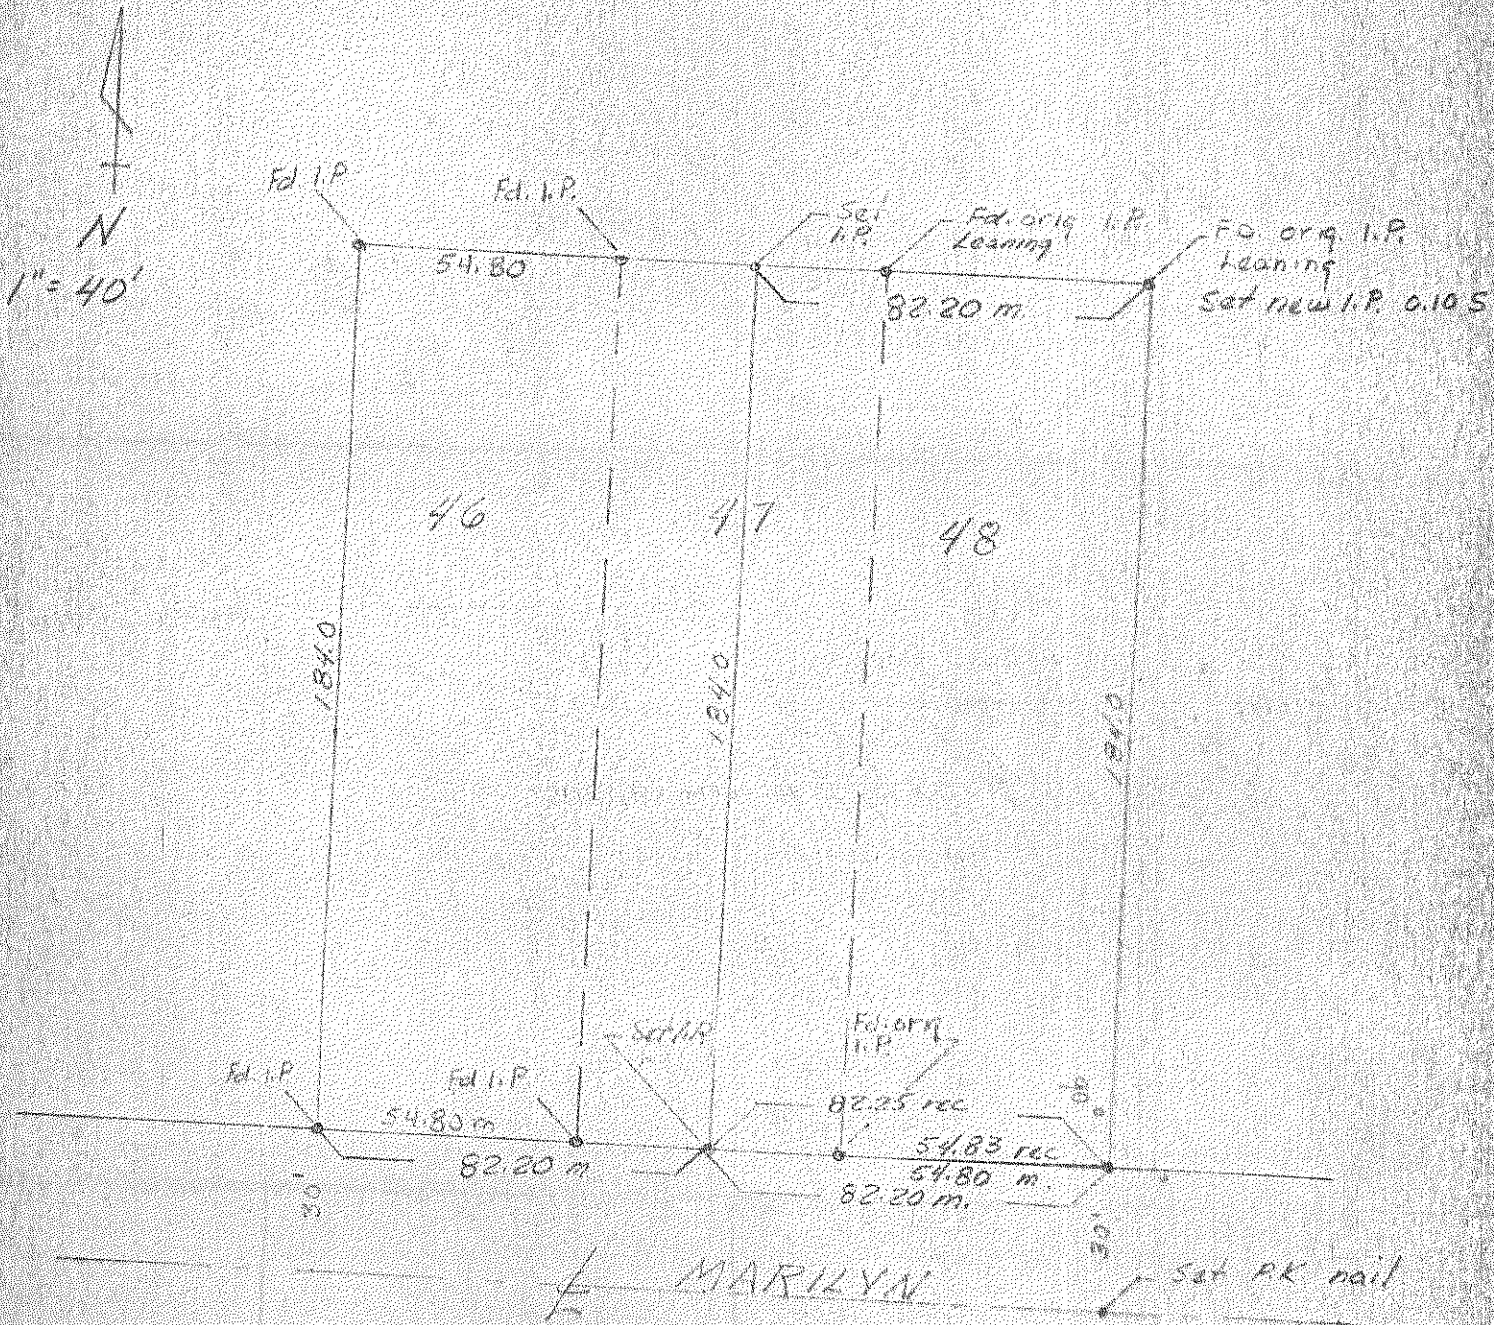 N
1" = 40'
Fd I.P.
Fd. I.P.
Set
I.P.
Fd. orig I.P.
Leaning
Fd orig. I.P.
Leaning
Set new I.P. 0.10 S
54.80
82.20 m
46
47
48
184.0
184.0
184.0
Set I.P.
Fd. orig
I.P.
Fd. I.P
Fd I.P
54.80 m
82.20 m
82.25 rec
54.83 rec
54.80 m.
82.20 m.
90°
30'
30'
MARILYN
Set P.K nail